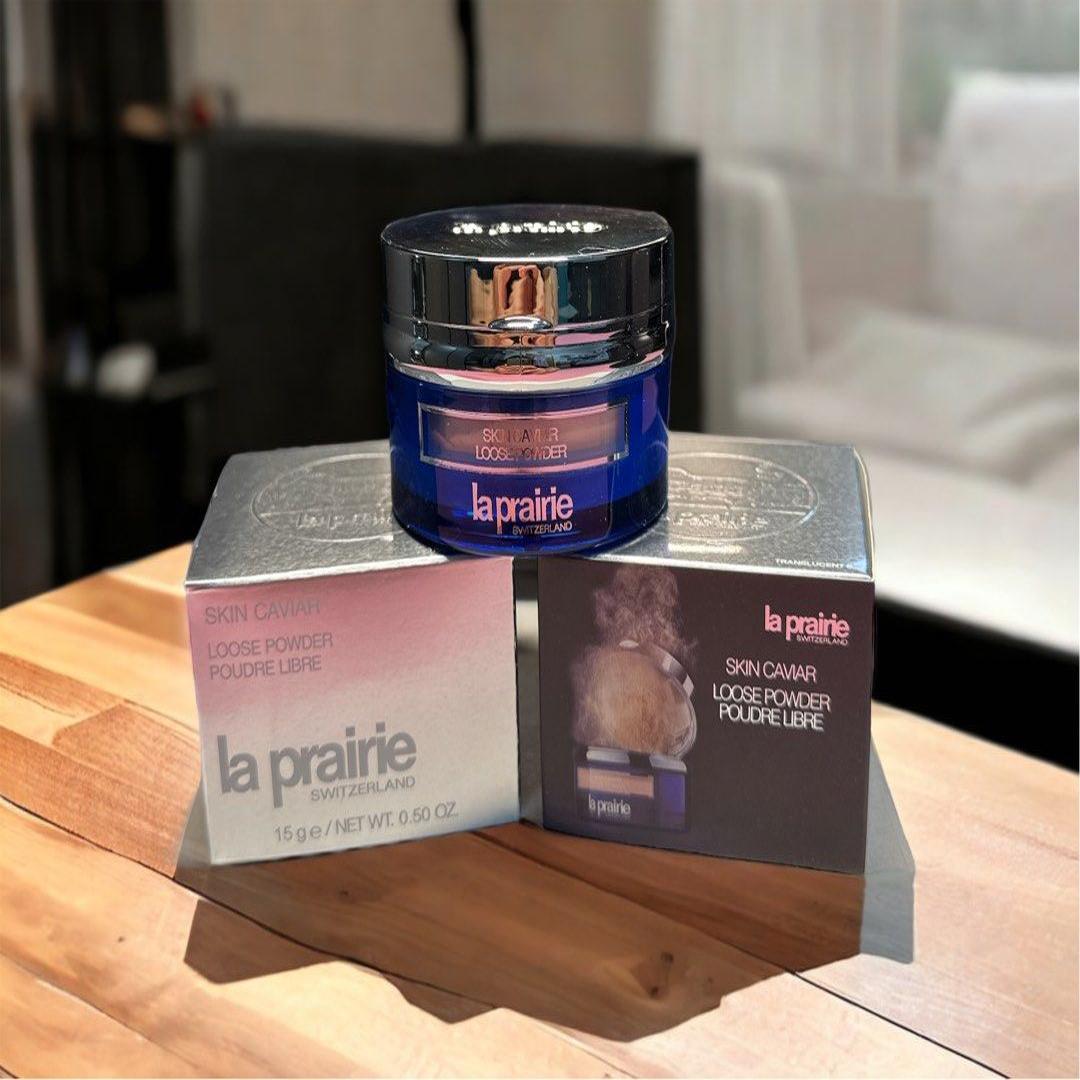 SKIN CAVIAR
LOOSE POWDER
la prairie
SWITZERLAND
SKIN CAVIAR
LOOSE POWDER
POUDRE LIBRE
la prairie
SWITZERLAND
15 g e / NET WT. 0.50 OZ.
TRANSLUCENT
la prairie
SWITZERLAND
SKIN CAVIAR
LOOSE POWDER
POUDRE LIBRE
la prairie